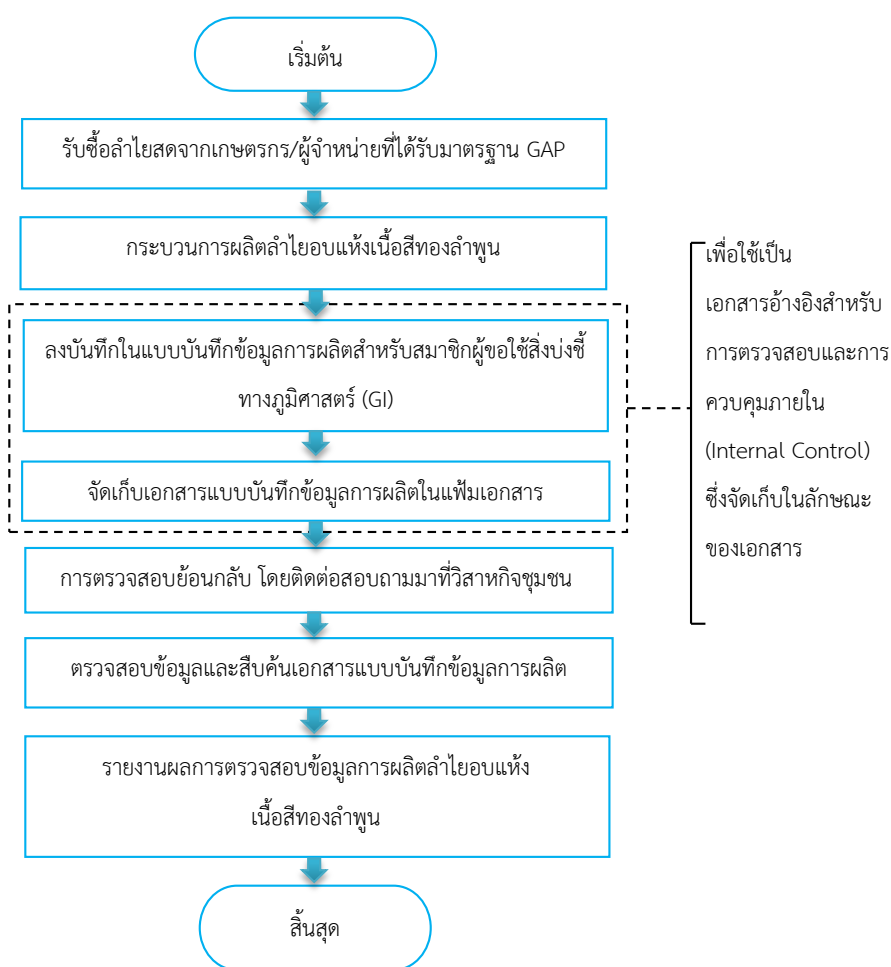 เริ่มต้น
รับซื้อลำไยสดจากเกษตรกร/ผู้จำหน่ายที่ได้รับมาตรฐาน GAP
กระบวนการผลิตลำไยอบแห้งเนื้อสีทองลำพูน
ลงบันทึกในแบบบันทึกข้อมูลการผลิตสำหรับสมาชิกผู้ขอใช้สิ่งบ่งชี้
ทางภูมิศาสตร์ (GI)
จัดเก็บเอกสารแบบบันทึกข้อมูลการผลิตในแฟ้มเอกสาร
การตรวจสอบย้อนกลับ โดยติดต่อสอบถามมาที่วิสาหกิจชุมชน
ตรวจสอบข้อมูลและสืบค้นเอกสารแบบบันทึกข้อมูลการผลิต
รายงานผลการตรวจสอบข้อมูลการผลิตลำไยอบแห้ง
เนื้อสีทองลำพูน
สิ้นสุด
เพื่อใช้เป็น
เอกสารอ้างอิงสำหรับ
การตรวจสอบและการ
ควบคุมภายใน
(Internal Control)
ซึ่งจัดเก็บในลักษณะ
ของเอกสาร